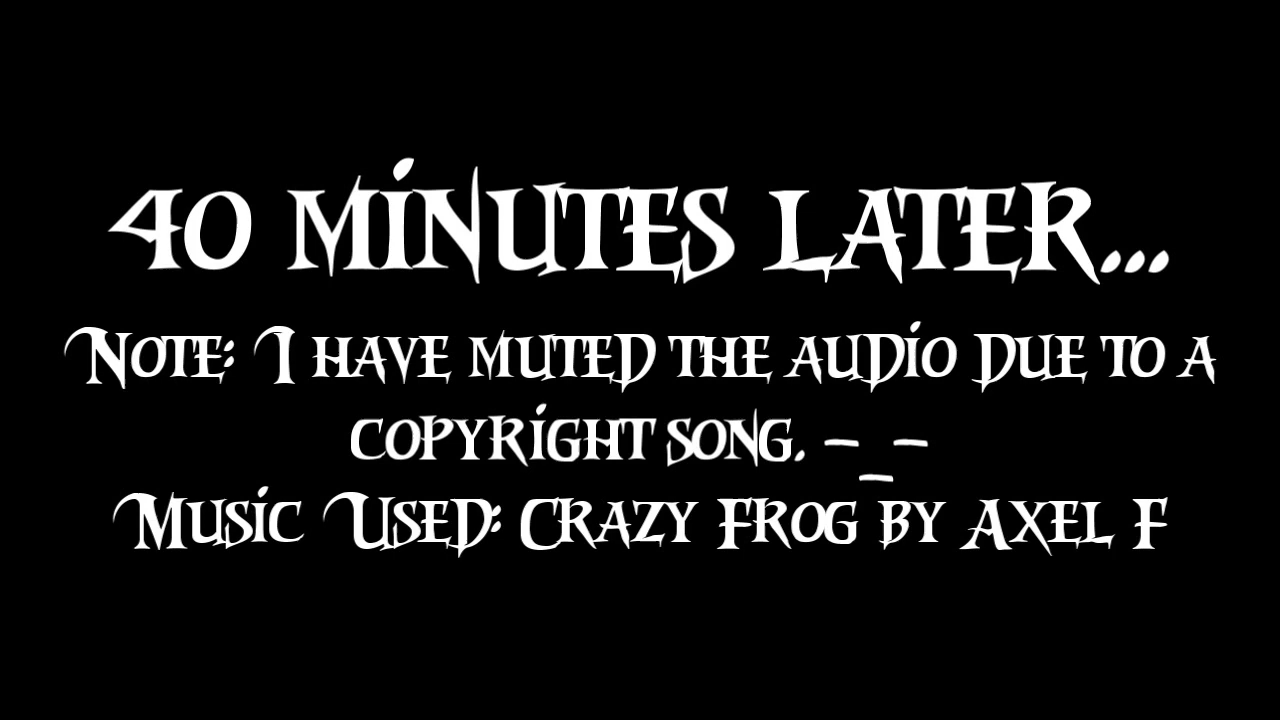 40 minutes later...
Note: I have muted the audio due to a
copyright song. -_-
Music Used: Crazy Frog by Axel F